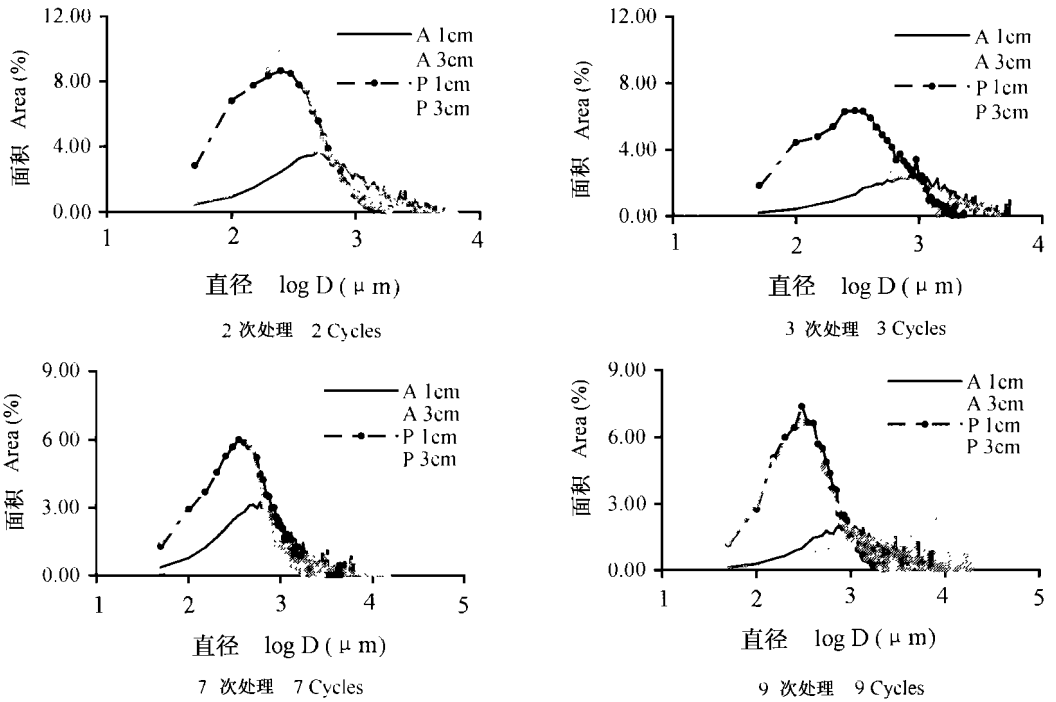 12.00
8.00
4.00
0.00
面积 Area (%)
A 1cm
A 3cm
P 1cm
P 3cm
1 2 3 4
直径 log D ( μ m)
2 次处理 2 Cycles
12.00
8.00
4.00
0.00
面积 Area (%)
A 1cm
A 3cm
P 1cm
P 3cm
1 2 3 4
直径 log D ( μ m)
3 次处理 3 Cycles
9.00
6.00
3.00
0.00
面积 Area (%)
A 1cm
A 3cm
P 1cm
P 3cm
1 2 3 4 5
直径 log D ( μ m)
7 次处理 7 Cycles
9.00
6.00
3.00
0.00
面积 Area (%)
A 1cm
A 3cm
P 1cm
P 3cm
1 2 3 4 5
直径 log D ( μ m)
9 次处理 9 Cycles